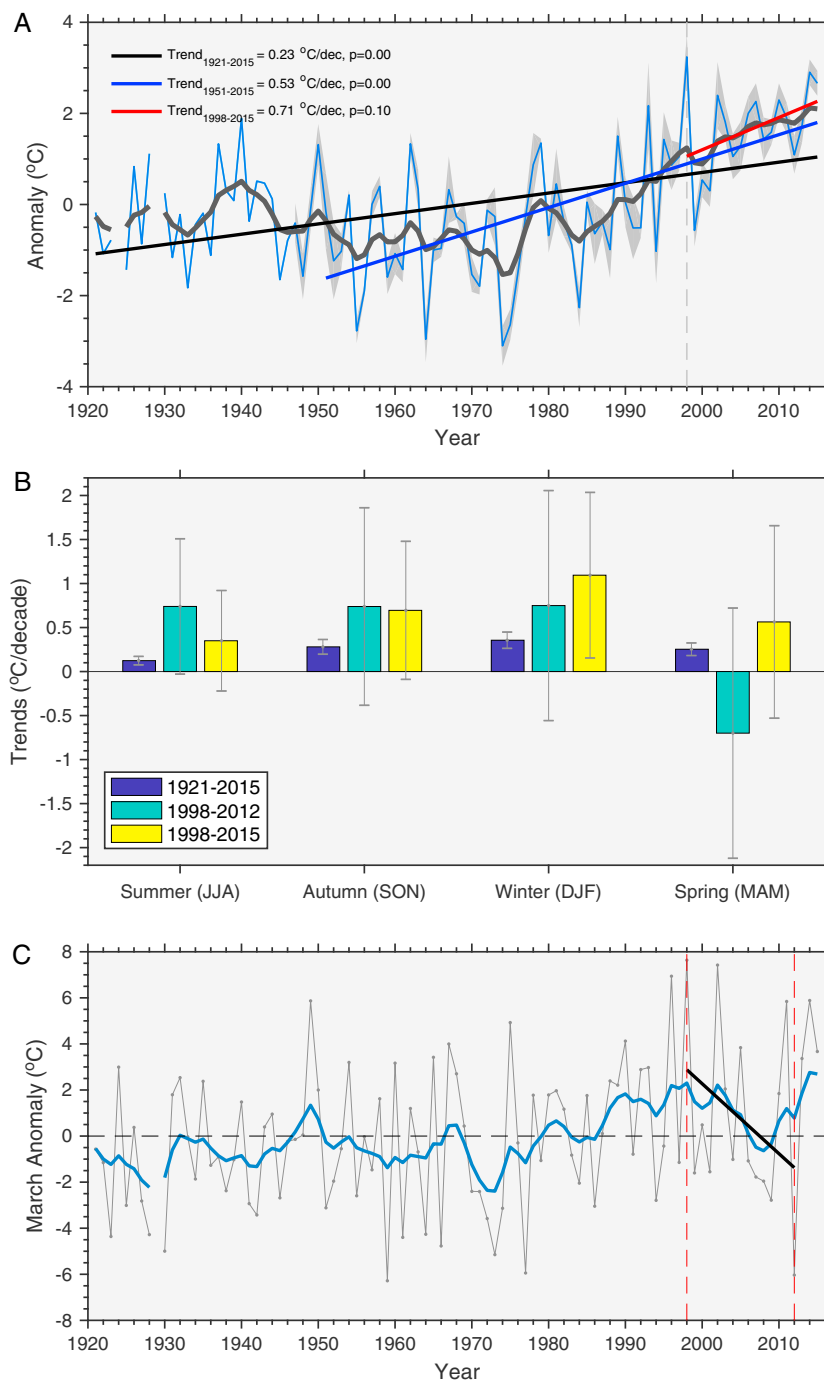 A
Trend1921-2015 = 0.23 °C/dec, p=0.00
Trend1951-2015 = 0.53 °C/dec, p=0.00
Trend1998-2015 = 0.71 °C/dec, p=0.10
Anomaly (°C)
4
2
0
-2
-4
1920 1930 1940 1950 1960 1970 1980 1990 2000 2010
Year
B
Trends (°C/decade)
2
1.5
1
0.5
0
-0.5
-1
-1.5
-2
1921-2015
1998-2012
1998-2015
Summer (JJA) Autumn (SON) Winter (DJF) Spring (MAM)
C
March Anomaly (°C)
8
6
4
2
0
-2
-4
-6
-8
1920 1930 1940 1950 1960 1970 1980 1990 2000 2010
Year